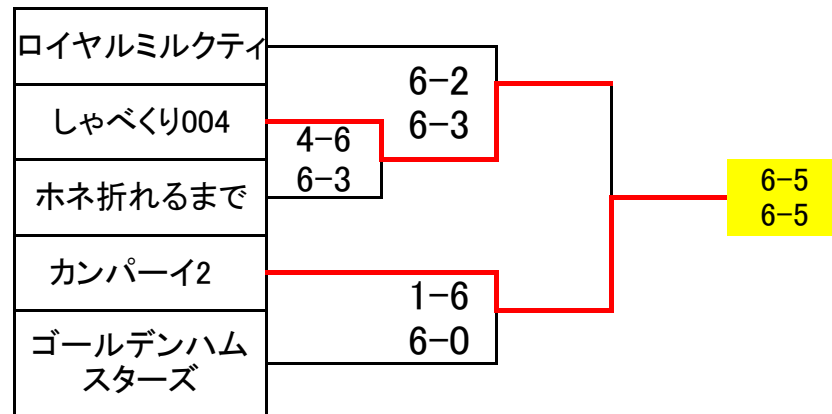 ロイヤルミルクティ
6-2
しゃべくり004
6-3
4-6
6-3
ホネ折れるまで
6-5
6-5
カンパーイ2
1-6
6-0
ゴールデンハム
スターズ